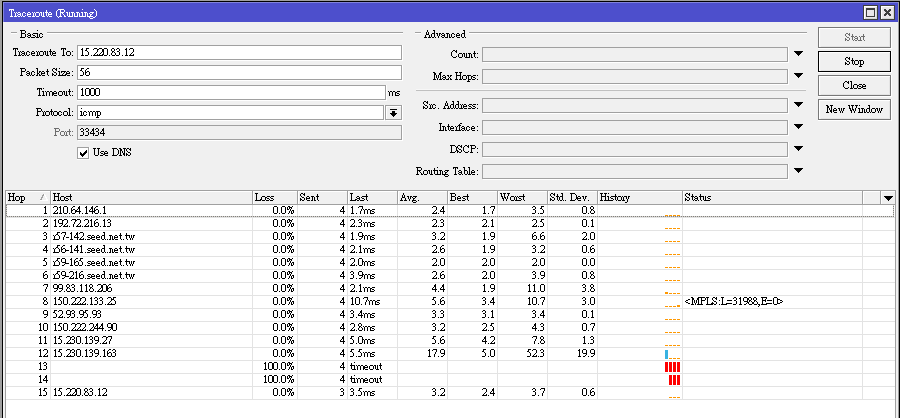 Traceroute (Running)
Basic
Traceroute To: 15.220.83.12
Packet Size: 56
Timeout: 1000 ms
Protocol: icmp
Port: 33434
Use DNS
Advanced
Count:
Max Hops:
Src. Address:
Interface:
DSCP:
Routing Table:
Start
Stop
Close
New Window
Hop / Host Loss Sent Last Avg. Best Worst Std. Dev. History Status
1 210.64.146.1 0.0% 4 1.7ms 2.4 1.7 3.5 0.8
2 192.72.216.13 0.0% 4 2.3ms 2.3 2.1 2.5 0.1
3 r57-142.seed.net.tw 0.0% 4 1.9ms 3.2 1.9 6.6 2.0
4 r56-141.seed.net.tw 0.0% 4 2.1ms 2.6 1.9 3.2 0.6
5 r59-165.seed.net.tw 0.0% 4 2.0ms 2.0 2.0 2.0 0.0
6 r59-216.seed.net.tw 0.0% 4 3.9ms 2.6 2.0 3.9 0.8
7 99.83.118.206 0.0% 4 2.1ms 4.4 1.9 11.0 3.8
8 150.222.133.25 0.0% 4 10.7ms 5.6 3.4 10.7 3.0 <MPLS:L=31988,E=0>
9 52.93.95.93 0.0% 4 3.4ms 3.3 3.1 3.4 0.1
10 150.222.244.90 0.0% 4 2.8ms 3.2 2.5 4.3 0.7
11 15.230.139.27 0.0% 4 5.0ms 5.6 4.2 7.8 1.3
12 15.230.139.163 0.0% 4 5.5ms 17.9 5.0 52.3 19.9
13 100.0% 4 timeout
14 100.0% 4 timeout
15 15.220.83.12 0.0% 3 3.5ms 3.2 2.4 3.7 0.6